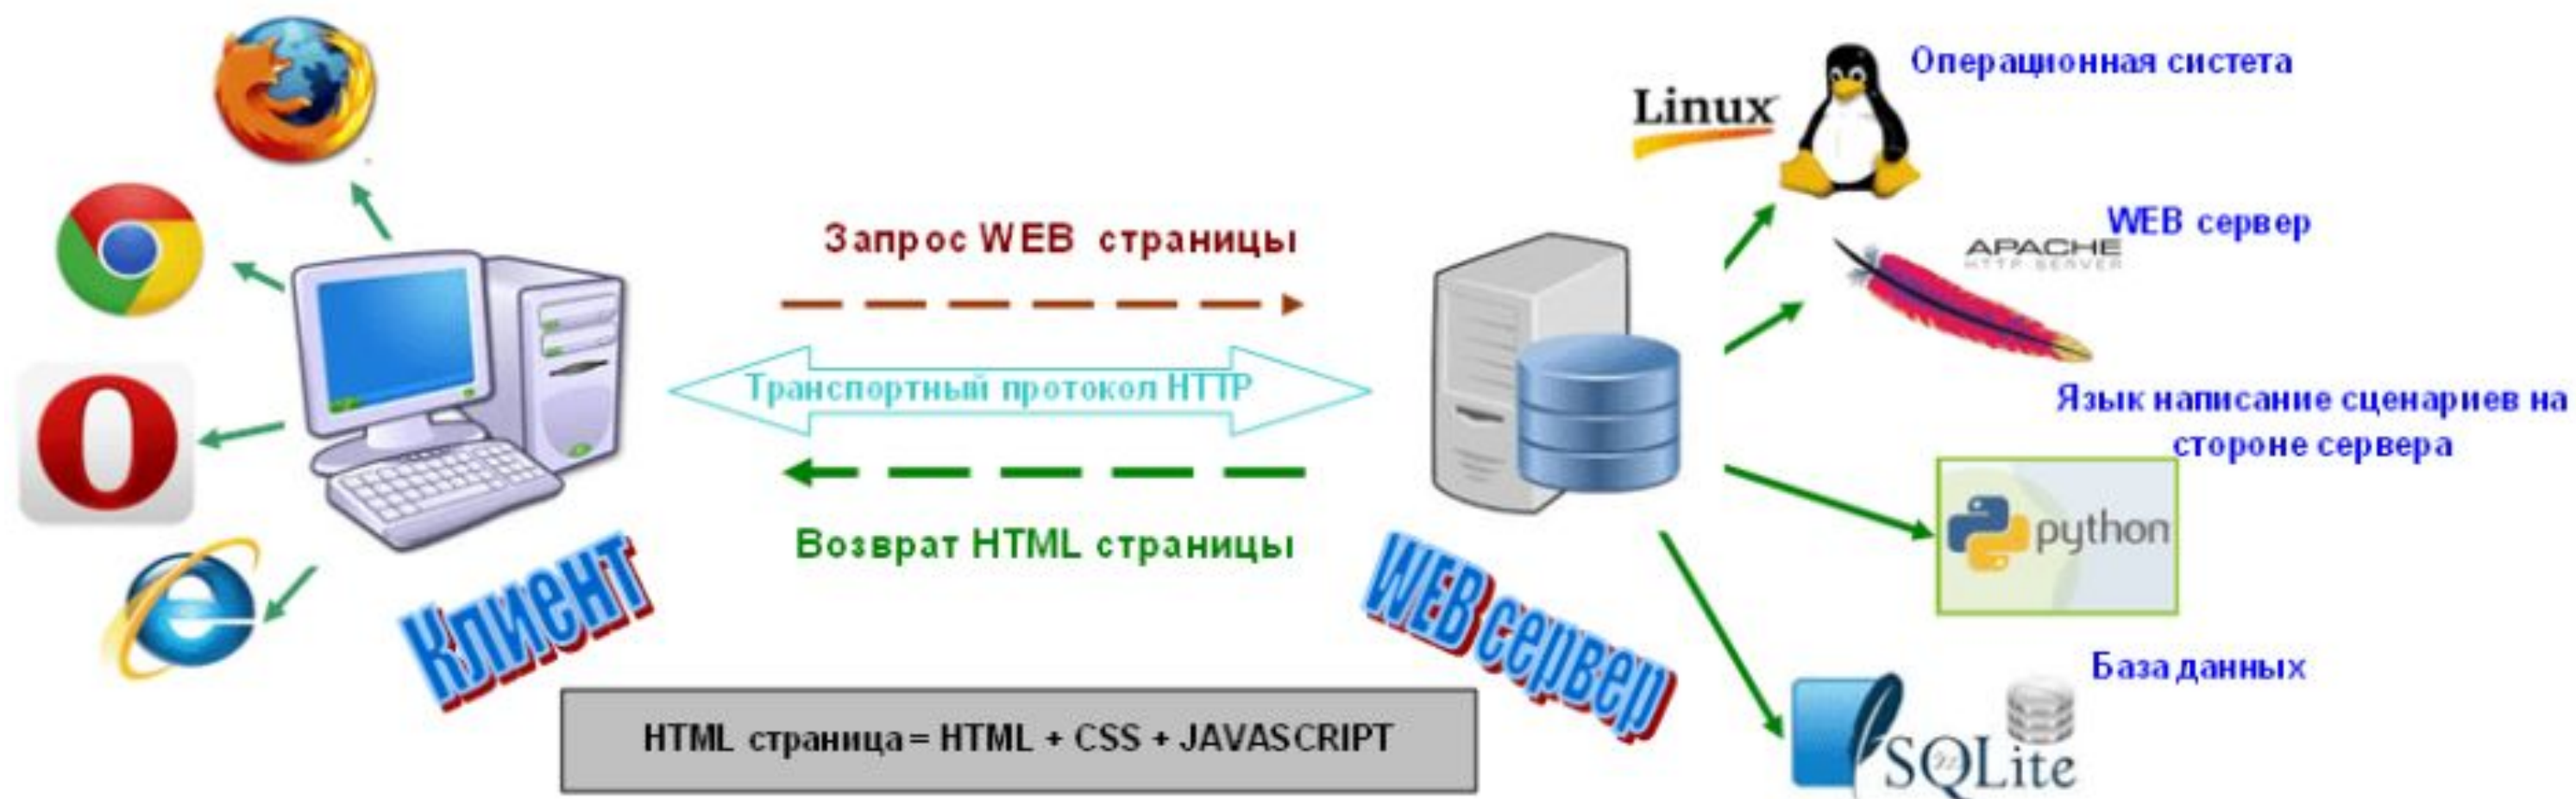 Операционная систета
Linux
WEB сервер
APACHE
HTTP SERVER
Запрос WEB страницы
Транспортный протокол HTTP
Возврат HTML страницы
Язык написание сценариев на
стороне сервера
python
Клиент
WEB сервер
База данных
SQLite
HTML страница = HTML + CSS + JAVASCRIPT